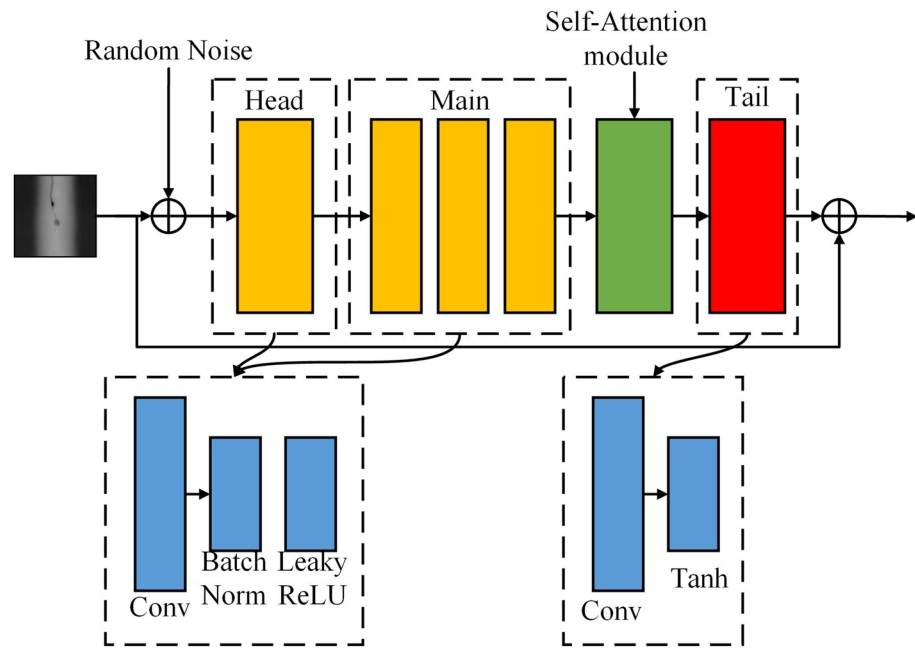 Random Noise
Self-Attention
module
Head
Main
Tail
Conv
Batch
Norm
Leaky
ReLU
Conv
Tanh